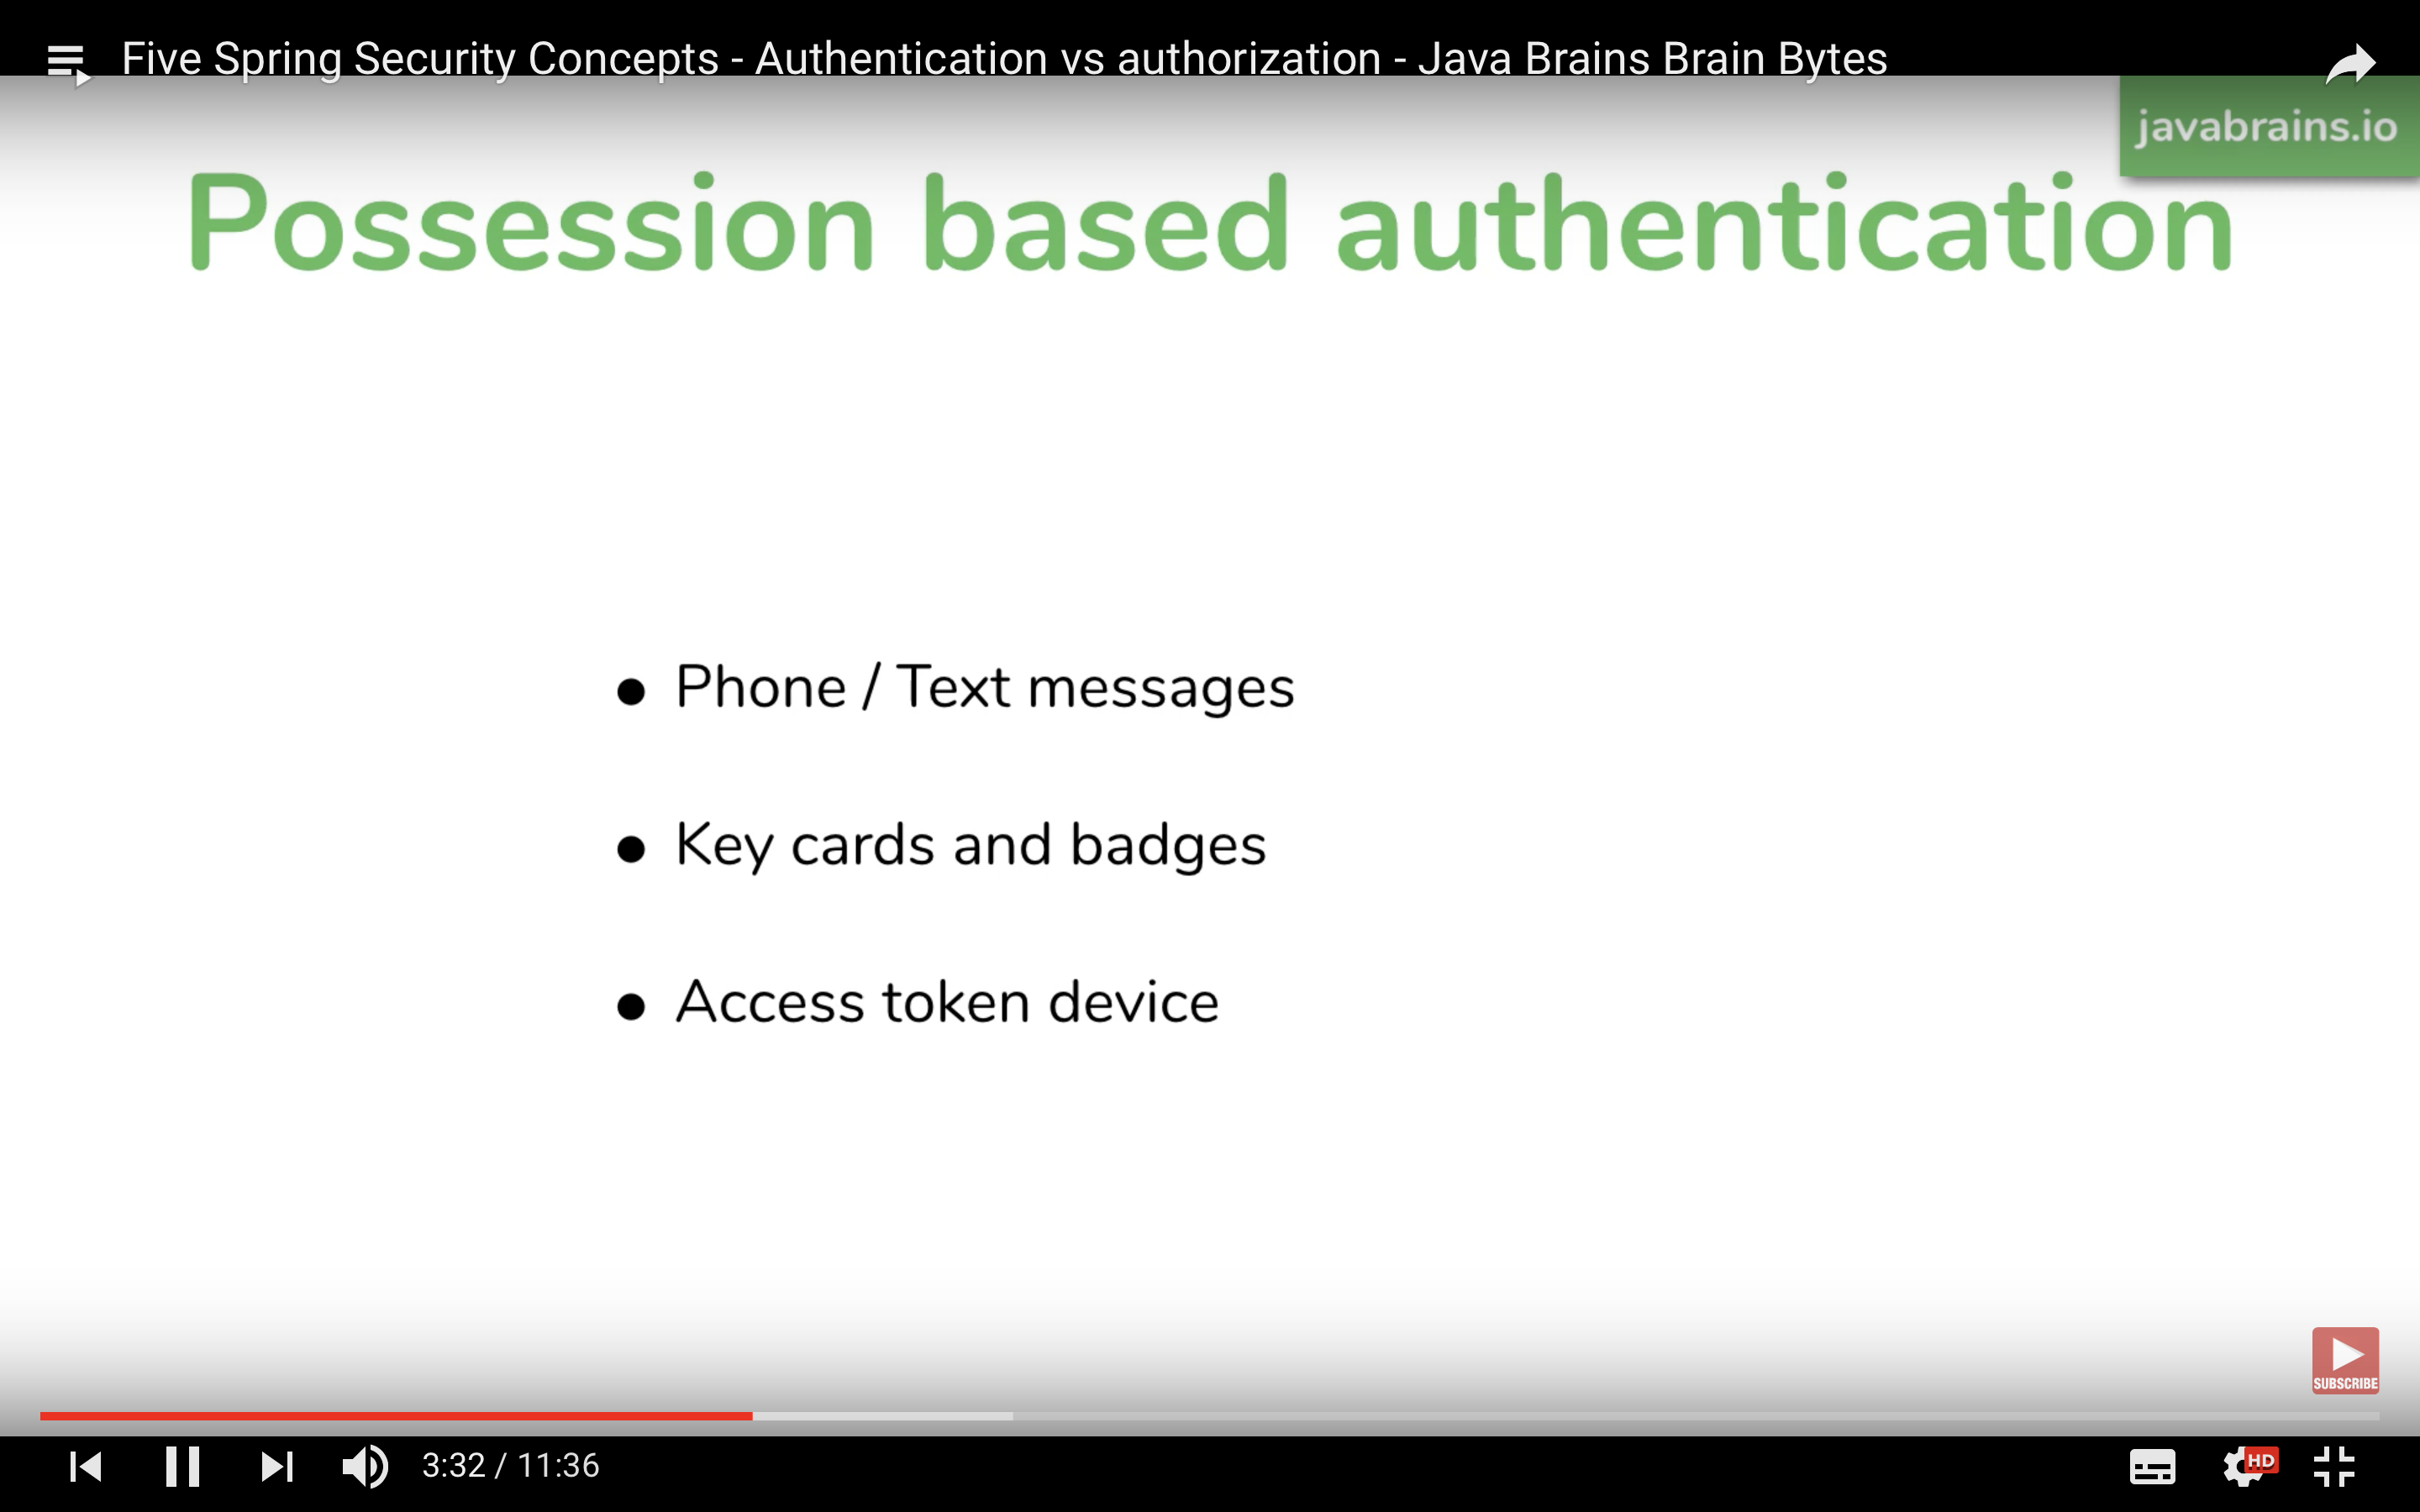 Five Spring Security Concepts - Authentication vs authorization - Java Brains Brain Bytes
javabrains.io
Possession based authentication
● Phone / Text messages
● Key cards and badges
● Access token device
SUBSCRIBE
3:32 / 11:36
HD